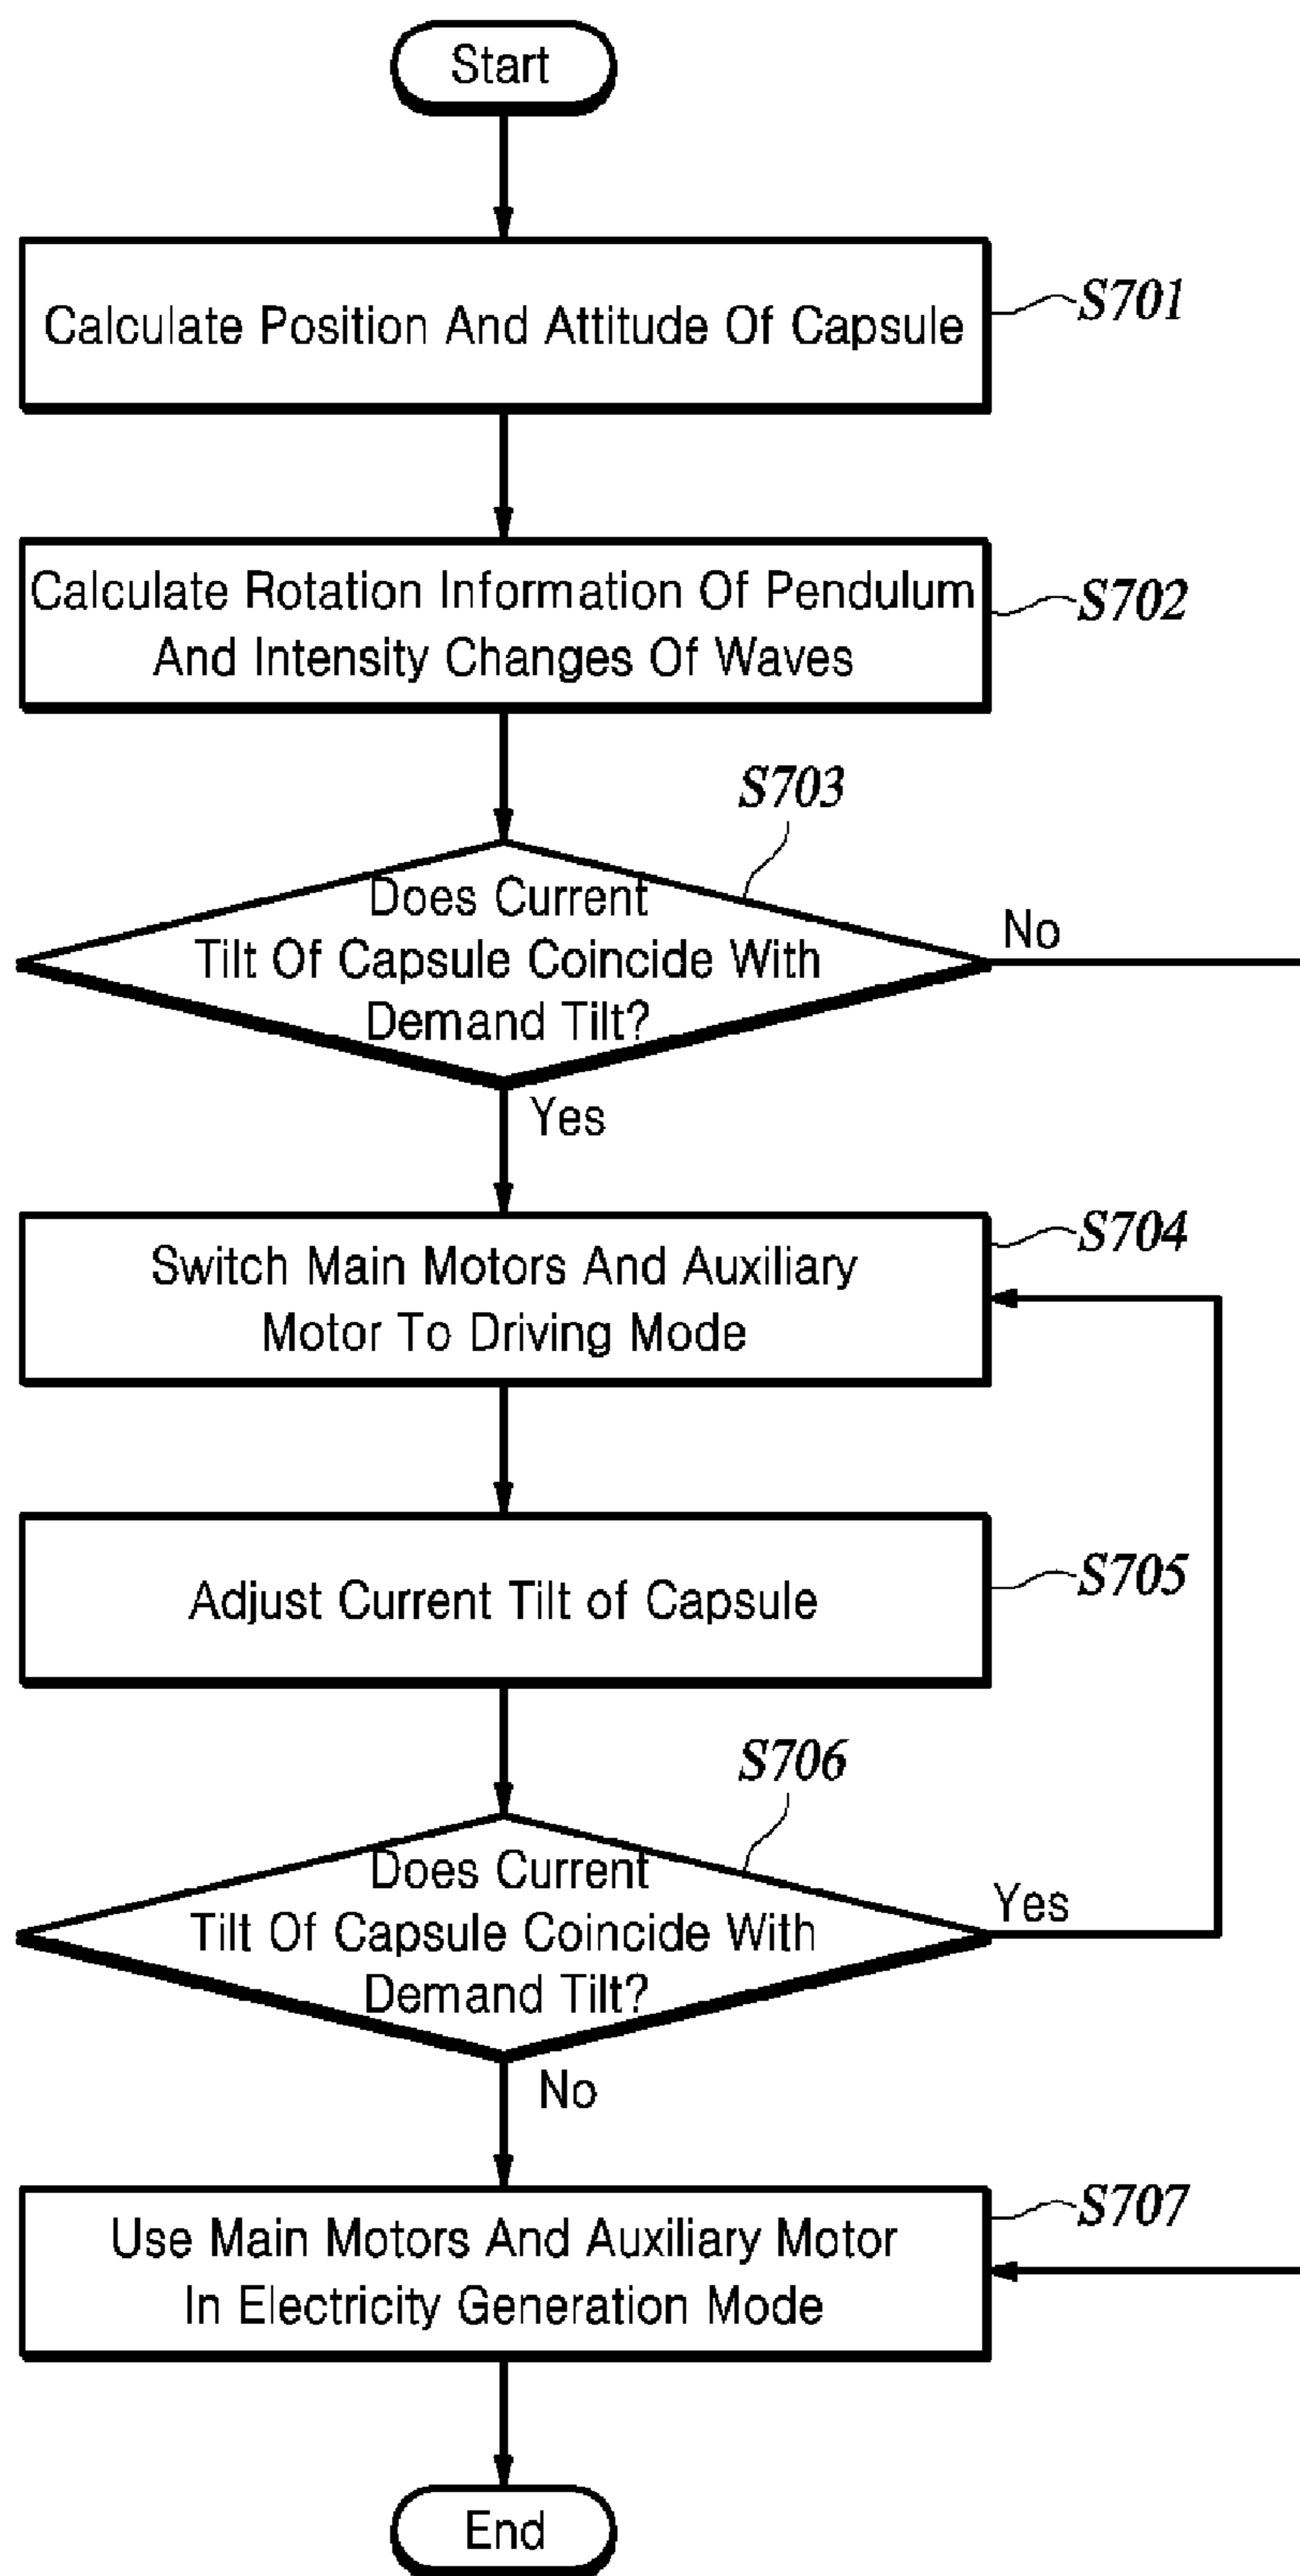 Start
Calculate Position And Attitude Of Capsule
S701
Calculate Rotation Information Of Pendulum
And Intensity Changes Of Waves
S702
S703
Does Current
Tilt Of Capsule Coincide With
Demand Tilt?
No
Yes
Switch Main Motors And Auxiliary
Motor To Driving Mode
S704
Adjust Current Tilt of Capsule
S705
S706
Does Current
Tilt Of Capsule Coincide With
Demand Tilt?
Yes
No
Use Main Motors And Auxiliary Motor
In Electricity Generation Mode
S707
End